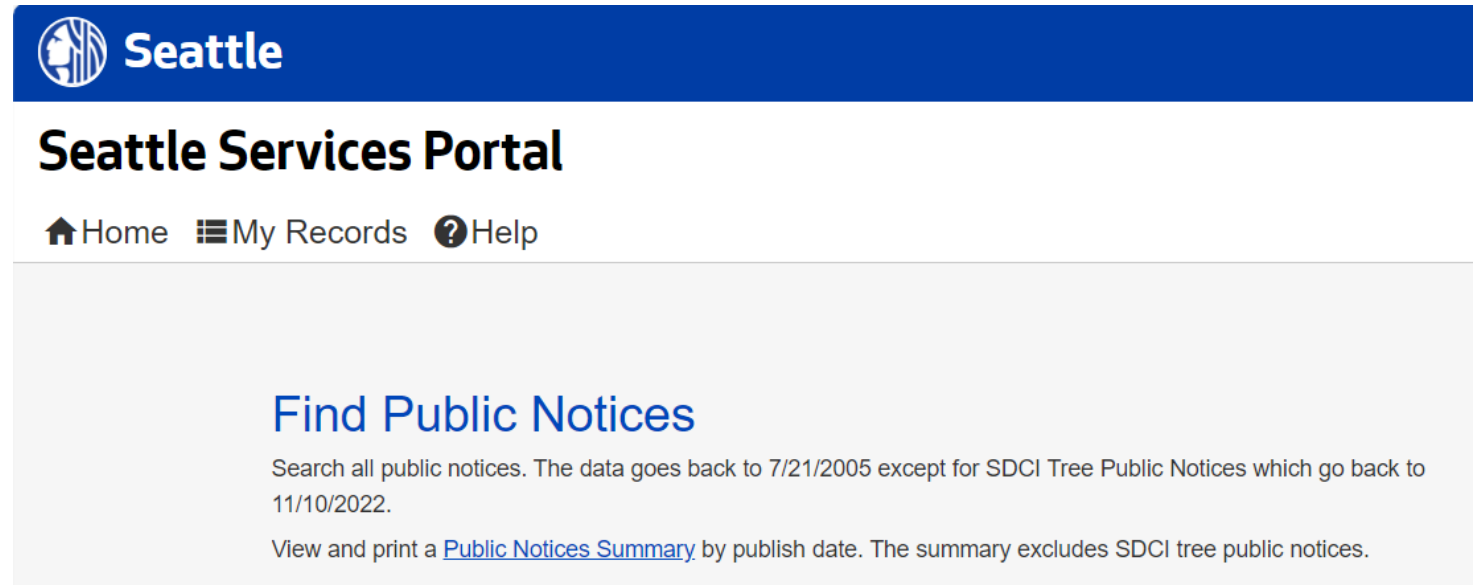 Seattle
Seattle Services Portal
Home My Records Help
Find Public Notices
Search all public notices. The data goes back to 7/21/2005 except for SDCI Tree Public Notices which go back to
11/10/2022.
View and print a Public Notices Summary by publish date. The summary excludes SDCI tree public notices.